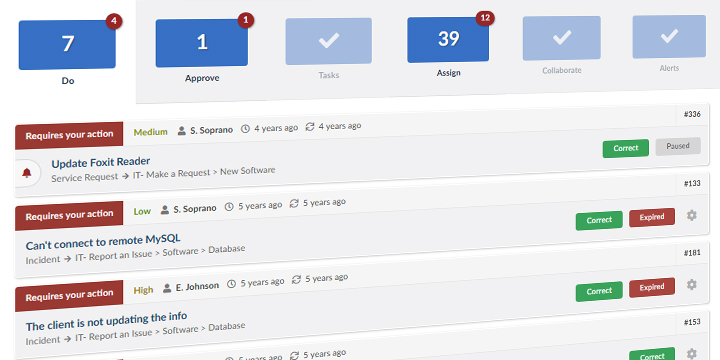 4
1
12
7
1
39
Do
Approve
Tasks
Assign
Collaborate
Alerts
#336
Requires your action Medium S. Soprano 4 years ago 4 years ago
Update Foxit Reader
Correct Paused
Service Request → IT- Make a Request > New Software
#133
Requires your action Low S. Soprano 5 years ago 5 years ago
Can't connect to remote MySQL
Correct Expired
Incident → IT- Report an Issue > Software > Database
#181
Requires your action High E. Johnson 5 years ago 5 years ago
The client is not updating the info
Correct Expired
Incident → IT- Report an Issue > Software > Database
#153
5 years ago 5 years ago
Correct